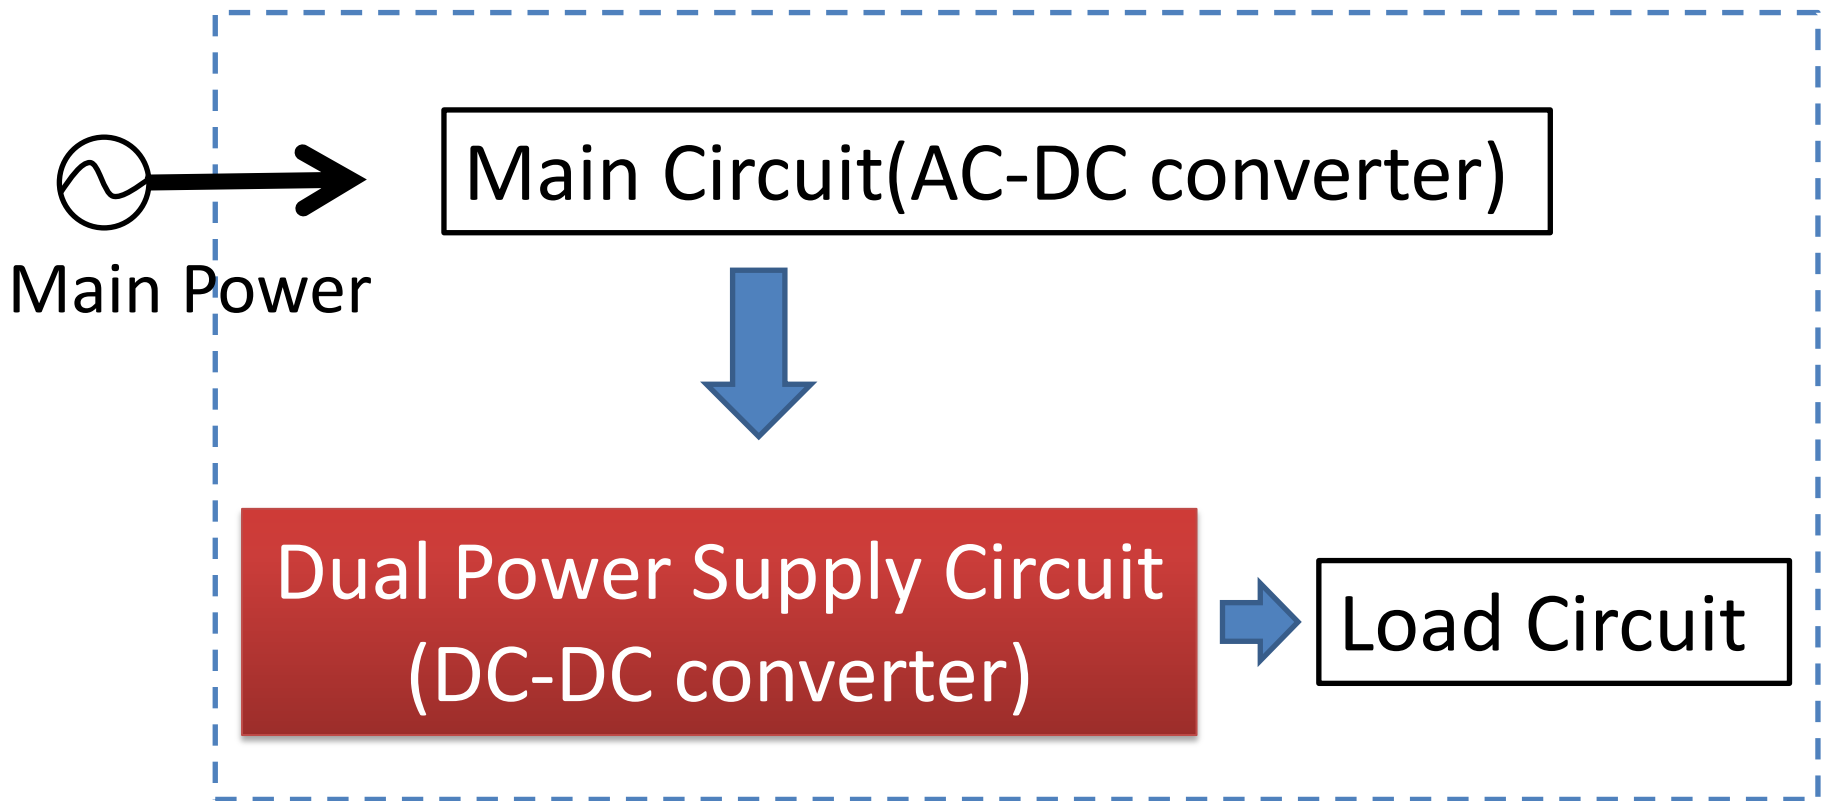 Main Circuit(AC-DC converter)
Main Power
Dual Power Supply Circuit
(DC-DC converter)
Load Circuit